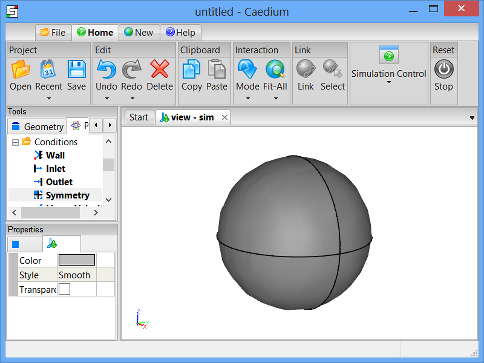 untitled - Caedium
File Home New Help
Project Edit Clipboard Interaction Link Reset
Open Recent Save Undo Redo Delete Copy Paste Mode Fit-All Link Select Simulation Control Stop
Tools
Geometry
Start view - sim
Conditions
Wall
Inlet
Outlet
Symmetry
Properties
Color
Style Smooth
Transpare